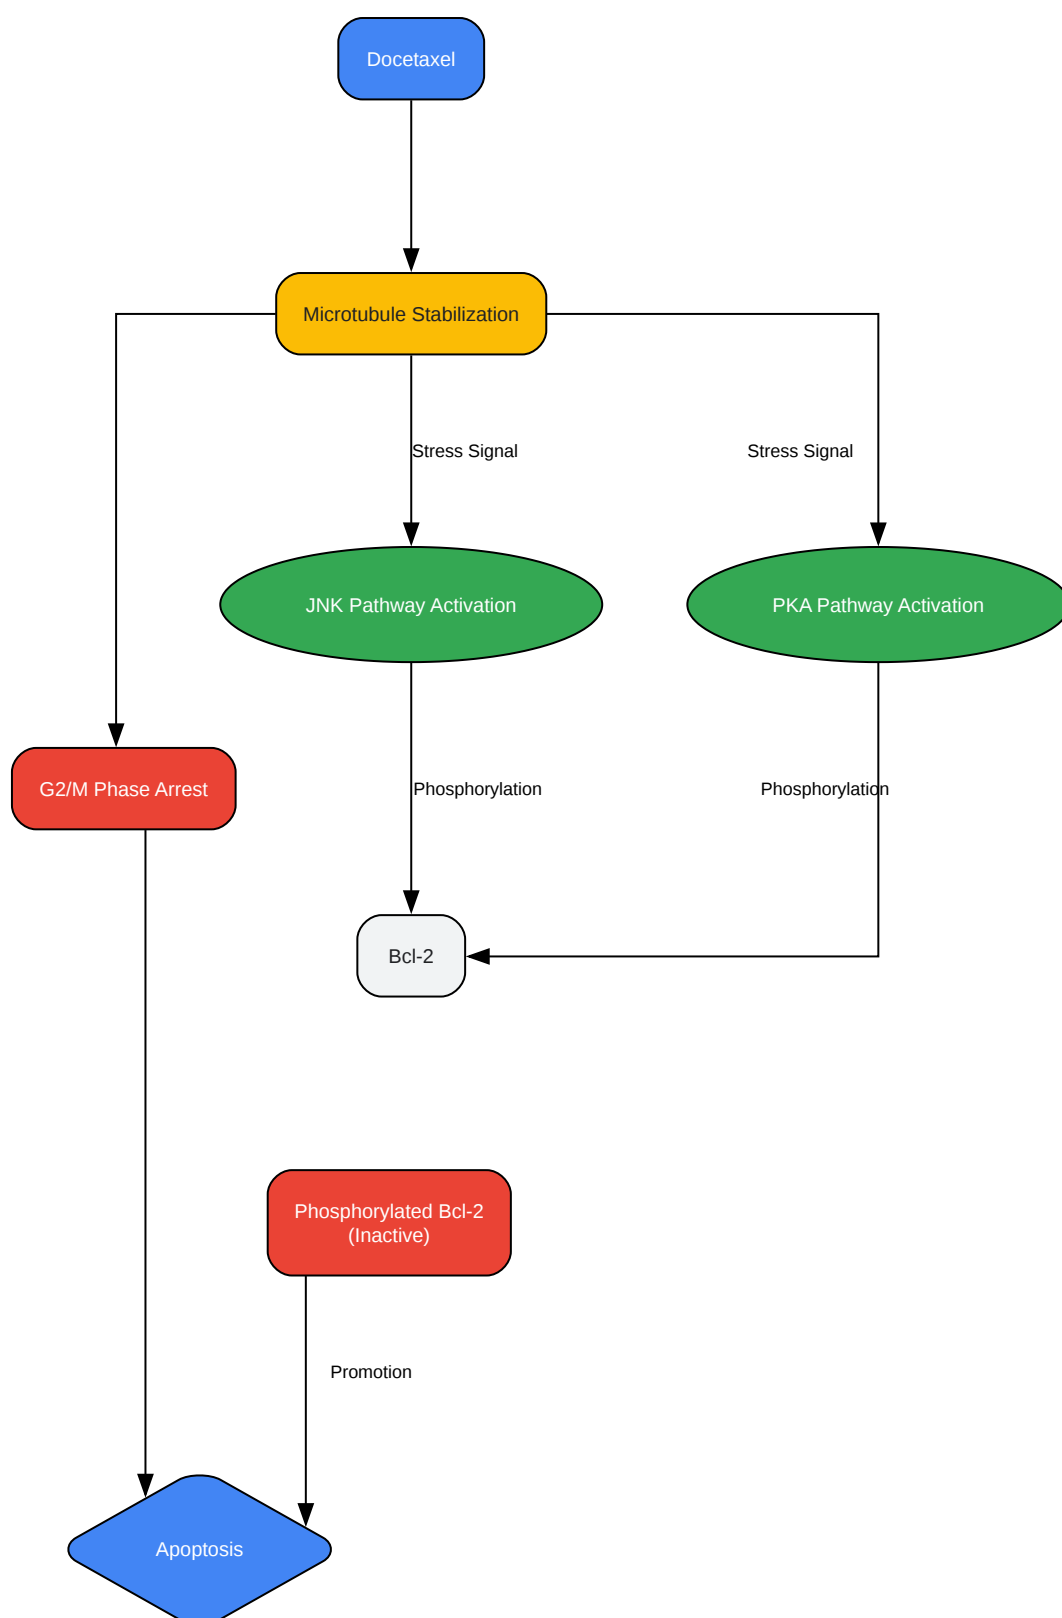 Docetaxel
Microtubule Stabilization
Stress Signal
Stress Signal
JNK Pathway Activation
PKA Pathway Activation
G2/M Phase Arrest
Phosphorylation
Phosphorylation
Bcl-2
Phosphorylated Bcl-2
(Inactive)
Promotion
Apoptosis